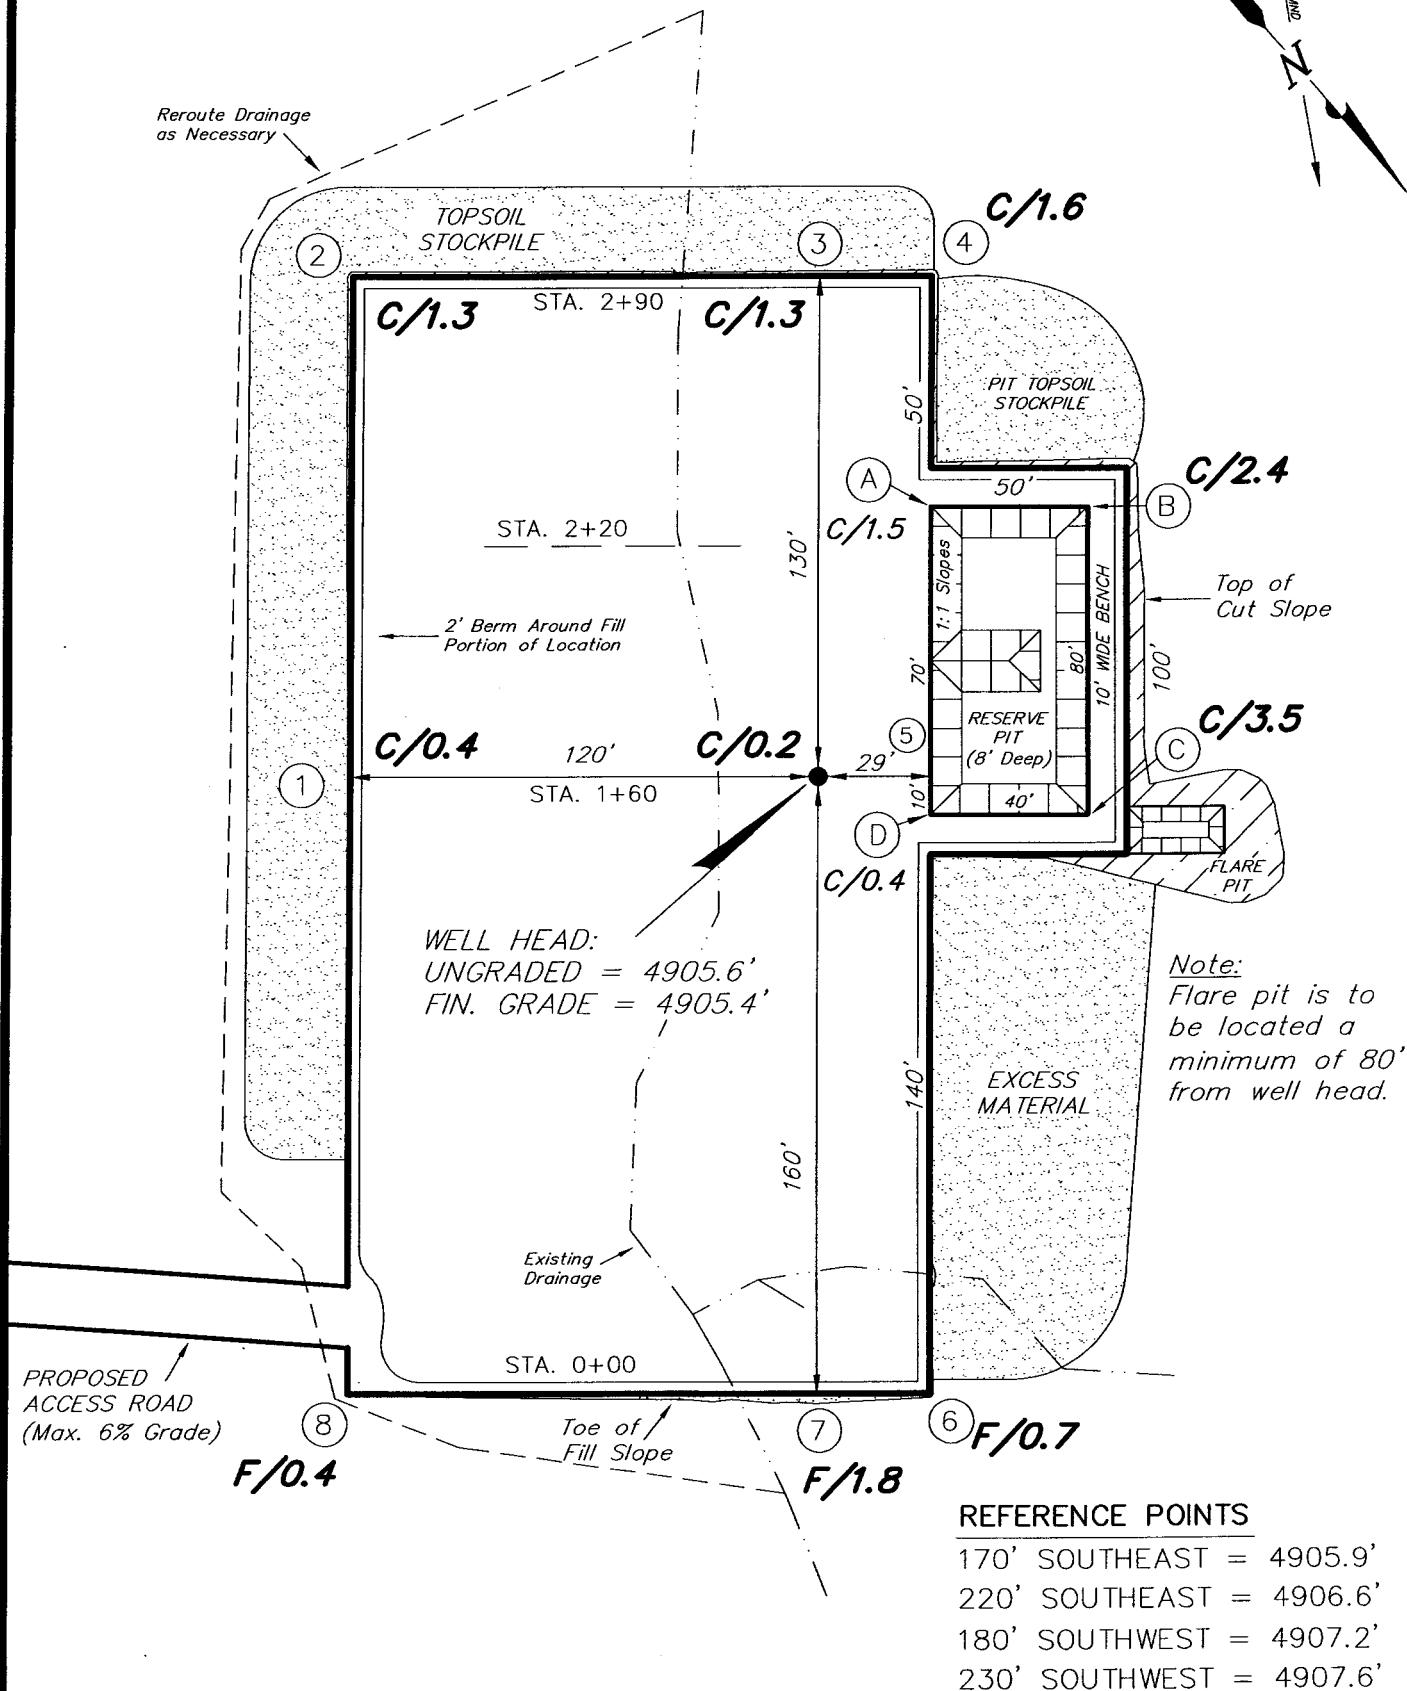 WIND
N
Reroute Drainage
as Necessary
TOPSOIL
STOCKPILE
C/1.6
2
3
4
C/1.3
STA. 2+90
C/1.3
PIT TOPSOIL
STOCKPILE
50'
A
50'
C/2.4
B
STA. 2+20
C/1.5
130'
1:1 Slopes
10' WIDE BENCH
Top of
Cut Slope
2' Berm Around Fill
Portion of Location
70'
80'
100'
RESERVE
PIT
(8' Deep)
C/0.4
120'
C/0.2
5
C/3.5
C
29'
1
STA. 1+60
10'
40'
D
C/0.4
FLARE
PIT
WELL HEAD:
UNGRADED = 4905.6'
FIN. GRADE = 4905.4'
Note:
Flare pit is to
be located a
minimum of 80'
from well head.
140'
EXCESS
MATERIAL
160'
Existing
Drainage
STA. 0+00
PROPOSED
ACCESS ROAD
(Max. 6% Grade)
8
Toe of
Fill Slope
7
6
F/0.7
F/0.4
F/1.8
REFERENCE POINTS
170' SOUTHEAST = 4905.9'
220' SOUTHEAST = 4906.6'
180' SOUTHWEST = 4907.2'
230' SOUTHWEST = 4907.6'